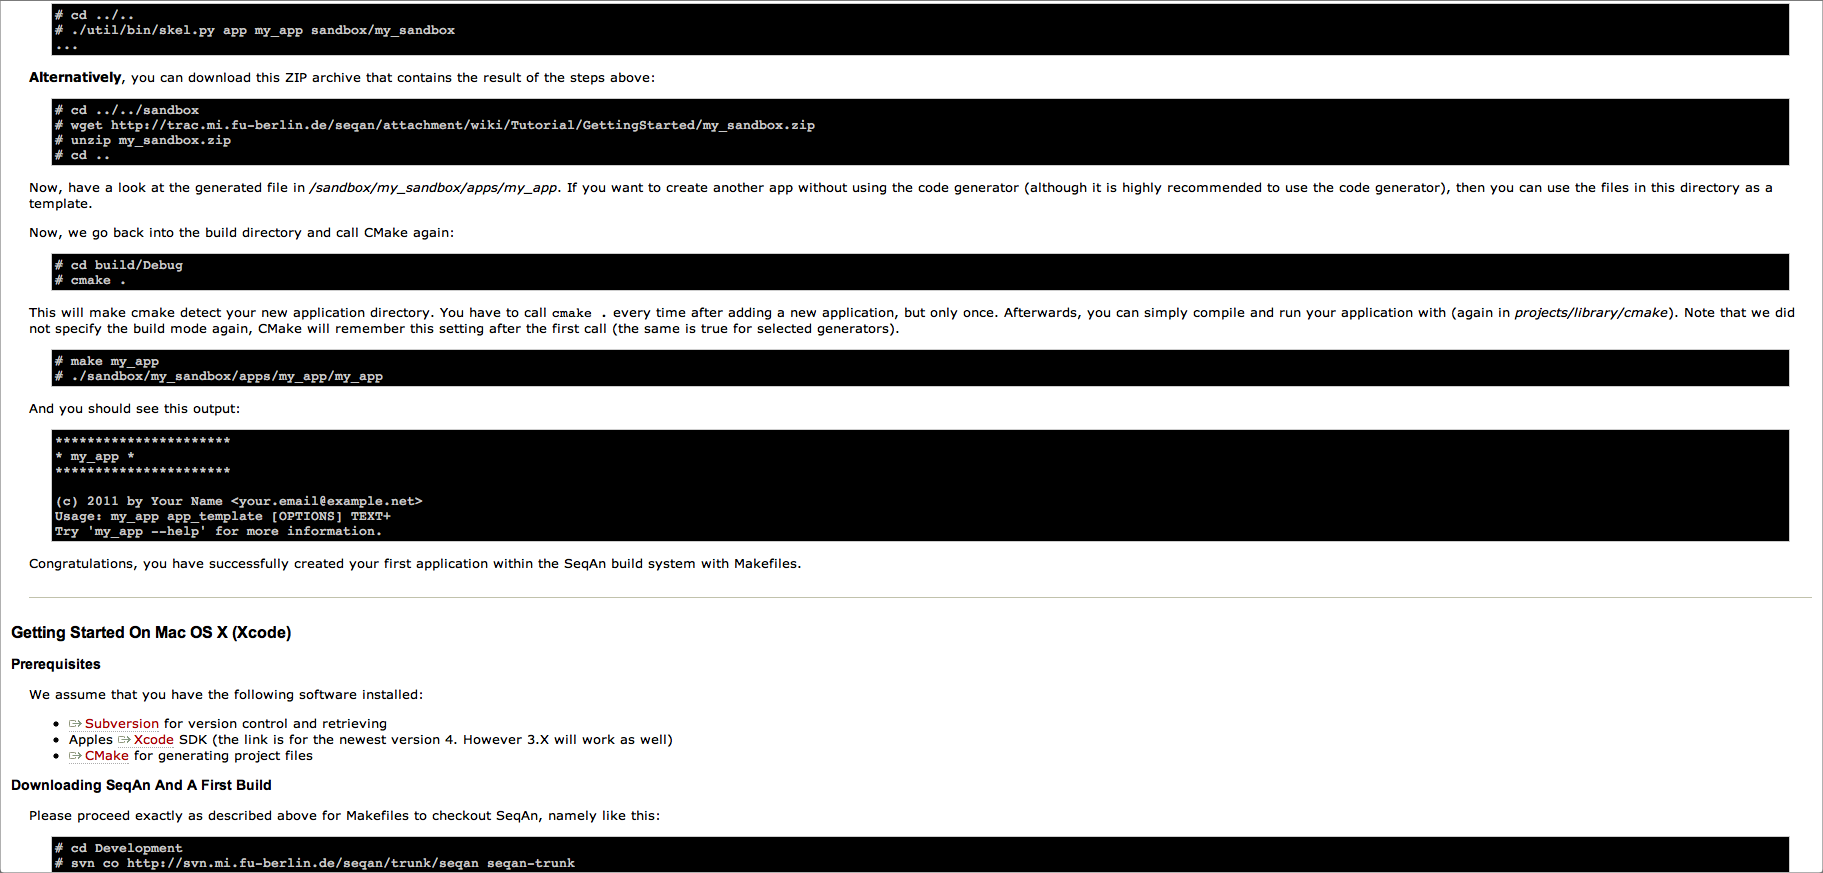 # cd ../..
# ./util/bin/skel.py app my_app sandbox/my_sandbox
...
Alternatively, you can download this ZIP archive that contains the result of the steps above:
# cd ../../sandbox
# wget http://trac.mi.fu-berlin.de/seqan/attachment/wiki/Tutorial/GettingStarted/my_sandbox.zip
# unzip my_sandbox.zip
# cd ..
Now, have a look at the generated file in /sandbox/my_sandbox/apps/my_app. If you want to create another app without using the code generator (although it is highly recommended to use the code generator), then you can use the files in this directory as a
template.
Now, we go back into the build directory and call CMake again:
# cd build/Debug
# cmake .
This will make cmake detect your new application directory. You have to call cmake . every time after adding a new application, but only once. Afterwards, you can simply compile and run your application with (again in projects/library/cmake). Note that we did
not specify the build mode again, CMake will remember this setting after the first call (the same is true for selected generators).
# make my_app
# ./sandbox/my_sandbox/apps/my_app/my_app
And you should see this output:
**********************
* my_app *
**********************
(c) 2011 by Your Name <your.email@example.net>
Usage: my_app app_template [OPTIONS] TEXT+
Try 'my_app --help' for more information.
Congratulations, you have successfully created your first application within the SeqAn build system with Makefiles.
Getting Started On Mac OS X (Xcode)
Prerequisites
We assume that you have the following software installed:
• Subversion for version control and retrieving
• Apples Xcode SDK (the link is for the newest version 4. However 3.X will work as well)
• CMake for generating project files
Downloading SeqAn And A First Build
Please proceed exactly as described above for Makefiles to checkout SeqAn, namely like this:
# cd Development
# svn co http://svn.mi.fu-berlin.de/seqan/trunk/seqan seqan-trunk